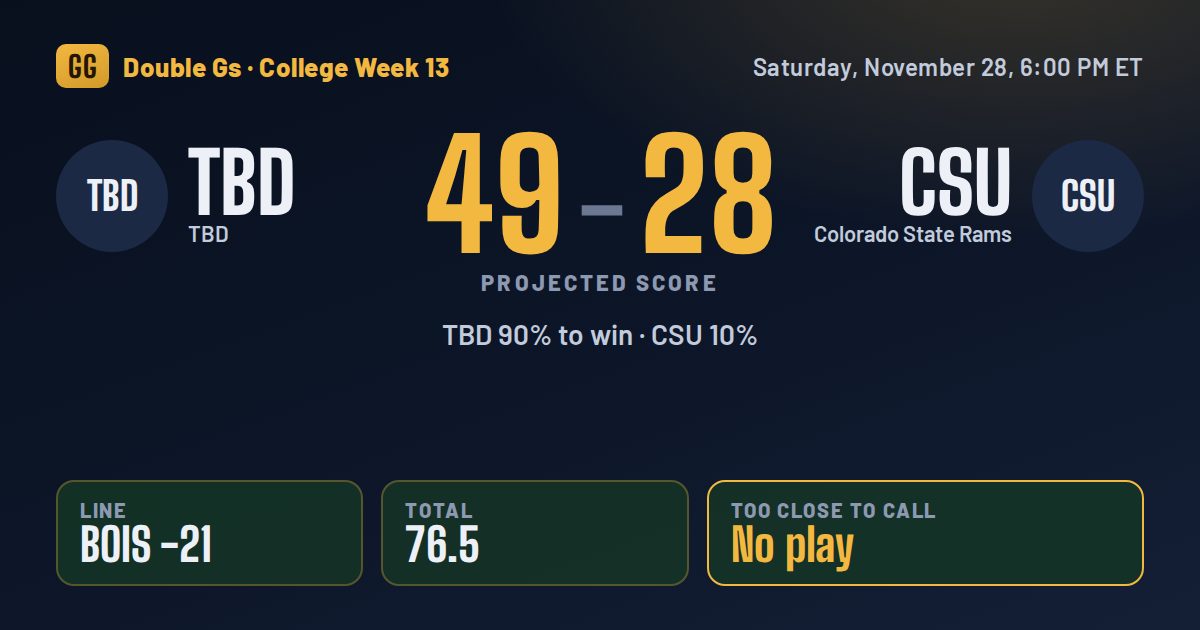 GG Double Gs · College Week 13
Saturday, November 28, 6:00 PM ET
TBD
TBD
TBD
49 – 28
CSU
Colorado State Rams
CSU
PROJECTED SCORE
TBD 90% to win · CSU 10%
LINE
BOIS -21
TOTAL
76.5
TOO CLOSE TO CALL
No play